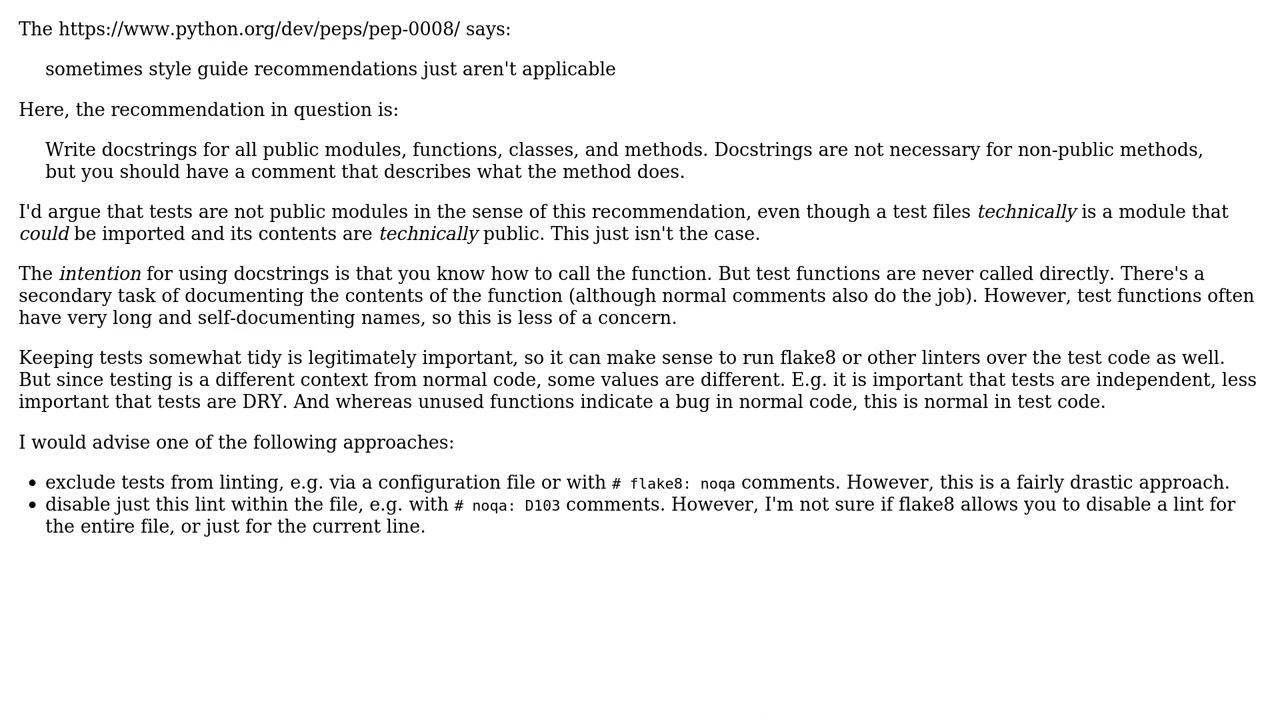 The https://www.python.org/dev/peps/pep-0008/ says:
sometimes style guide recommendations just aren't applicable
Here, the recommendation in question is:
Write docstrings for all public modules, functions, classes, and methods. Docstrings are not necessary for non-public methods,
but you should have a comment that describes what the method does.
I'd argue that tests are not public modules in the sense of this recommendation, even though a test files technically is a module that
could be imported and its contents are technically public. This just isn't the case.
The intention for using docstrings is that you know how to call the function. But test functions are never called directly. There's a
secondary task of documenting the contents of the function (although normal comments also do the job). However, test functions often
have very long and self-documenting names, so this is less of a concern.
Keeping tests somewhat tidy is legitimately important, so it can make sense to run flake8 or other linters over the test code as well.
But since testing is a different context from normal code, some values are different. E.g. it is important that tests are independent, less
important that tests are DRY. And whereas unused functions indicate a bug in normal code, this is normal in test code.
I would advise one of the following approaches:
• exclude tests from linting, e.g. via a configuration file or with # flake8: noqa comments. However, this is a fairly drastic approach.
• disable just this lint within the file, e.g. with # noqa: D103 comments. However, I'm not sure if flake8 allows you to disable a lint for
the entire file, or just for the current line.